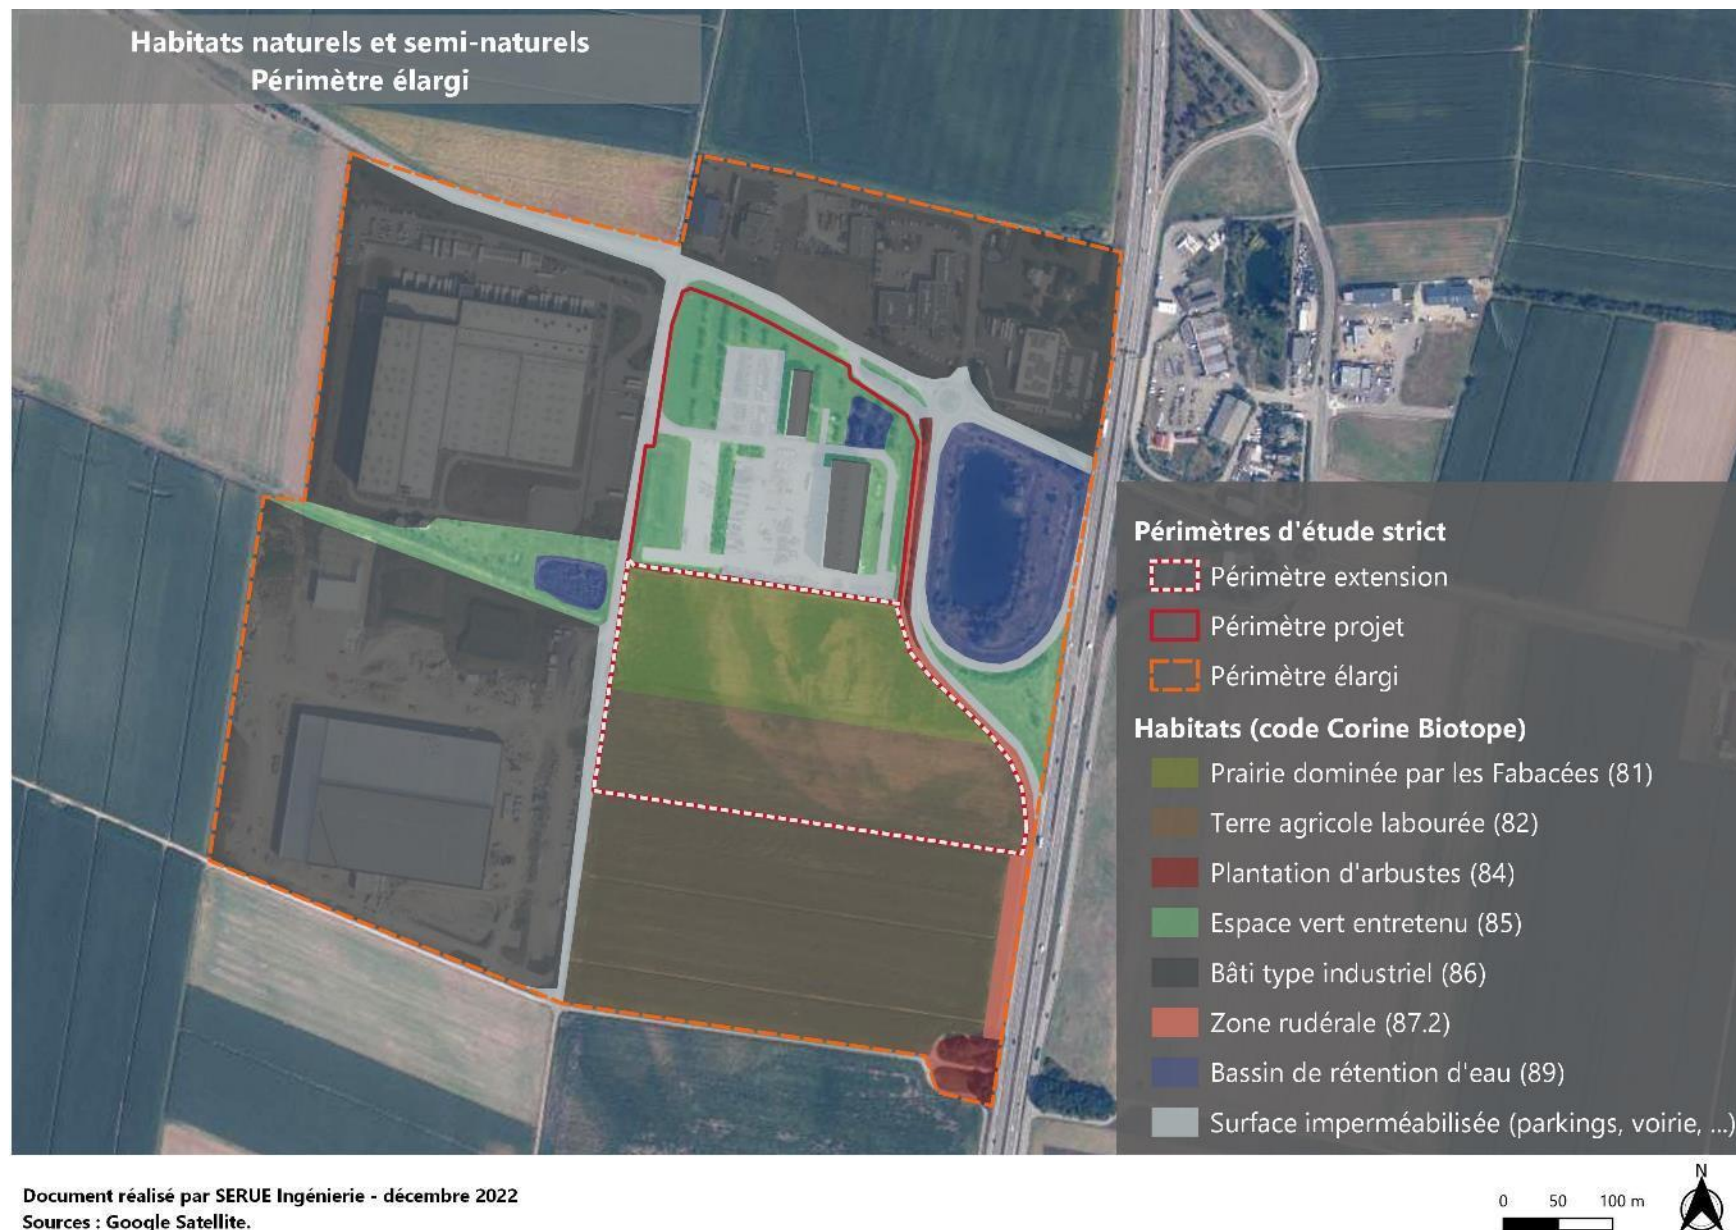 Habitats naturels et semi-naturels
Périmètre élargi
Périmètres d'étude strict
Périmètre extension
Périmètre projet
Périmètre élargi
Habitats (code Corine Biotope)
Prairie dominée par les Fabacées (81)
Terre agricole labourée (82)
Plantation d'arbustes (84)
Espace vert entretenu (85)
Bâti type industriel (86)
Zone rudérale (87.2)
Bassin de rétention d'eau (89)
Surface imperméabilisée (parkings, voirie, ...)
Document réalisé par SERUE Ingénierie - décembre 2022
Sources : Google Satellite.
0 50 100 m
N